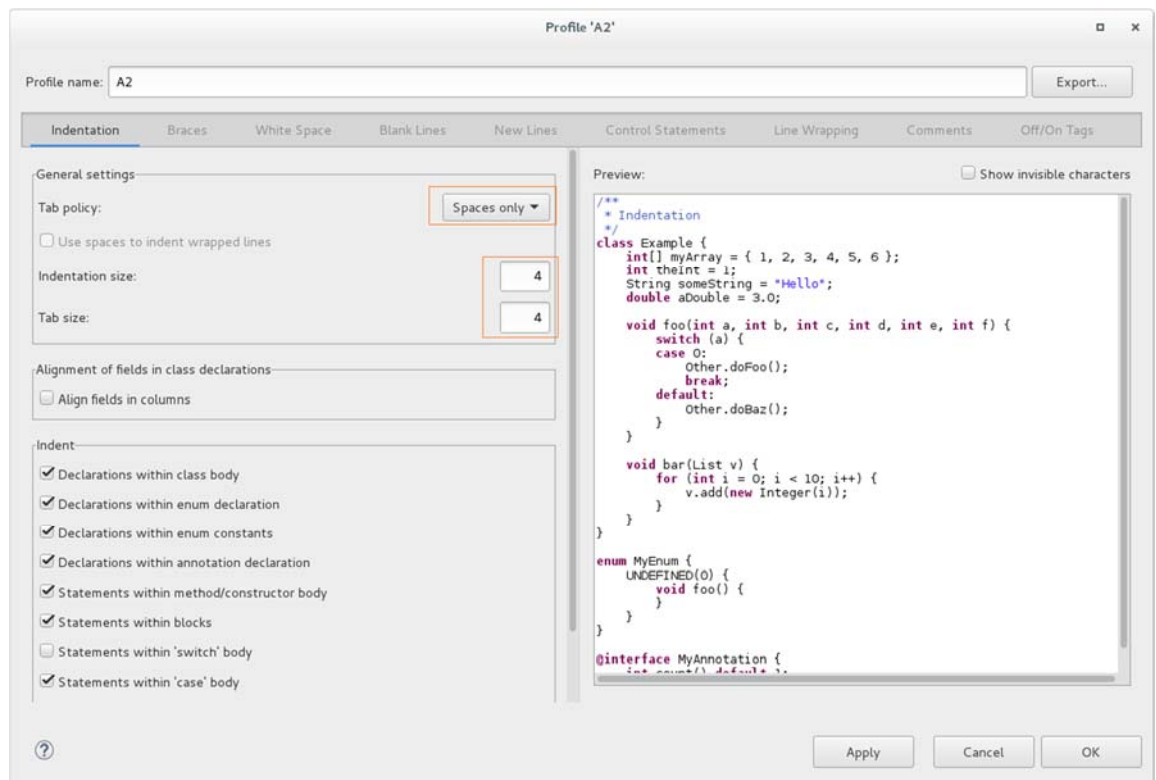 Profile 'A2'
Profile name: A2 Export...
Indentation Braces White Space Blank Lines New Lines Control Statements Line Wrapping Comments Off/On Tags
General settings
Tab policy: Spaces only
Use spaces to indent wrapped lines
Indentation size: 4
Tab size: 4
Alignment of fields in class declarations
Align fields in columns
Indent
Declarations within class body
Declarations within enum declaration
Declarations within enum constants
Declarations within annotation declaration
Statements within method/constructor body
Statements within blocks
Statements within 'switch' body
Statements within 'case' body
Preview: Show invisible characters
/**
 * Indentation
 */
class Example {
    int[] myArray = { 1, 2, 3, 4, 5, 6 };
    int theInt = 1;
    String someString = "Hello";
    double aDouble = 3.0;
    void foo(int a, int b, int c, int d, int e, int f) {
        switch (a) {
        case 0:
            Other.doFoo();
            break;
        default:
            Other.doBaz();
        }
    }
    void bar(List v) {
        for (int i = 0; i < 10; i++) {
            v.add(new Integer(i));
        }
    }
}
enum MyEnum {
    UNDEFINED(0) {
        void foo() {
        }
    }
}
@interface MyAnnotation {
    int count() default 1;
? Apply Cancel OK